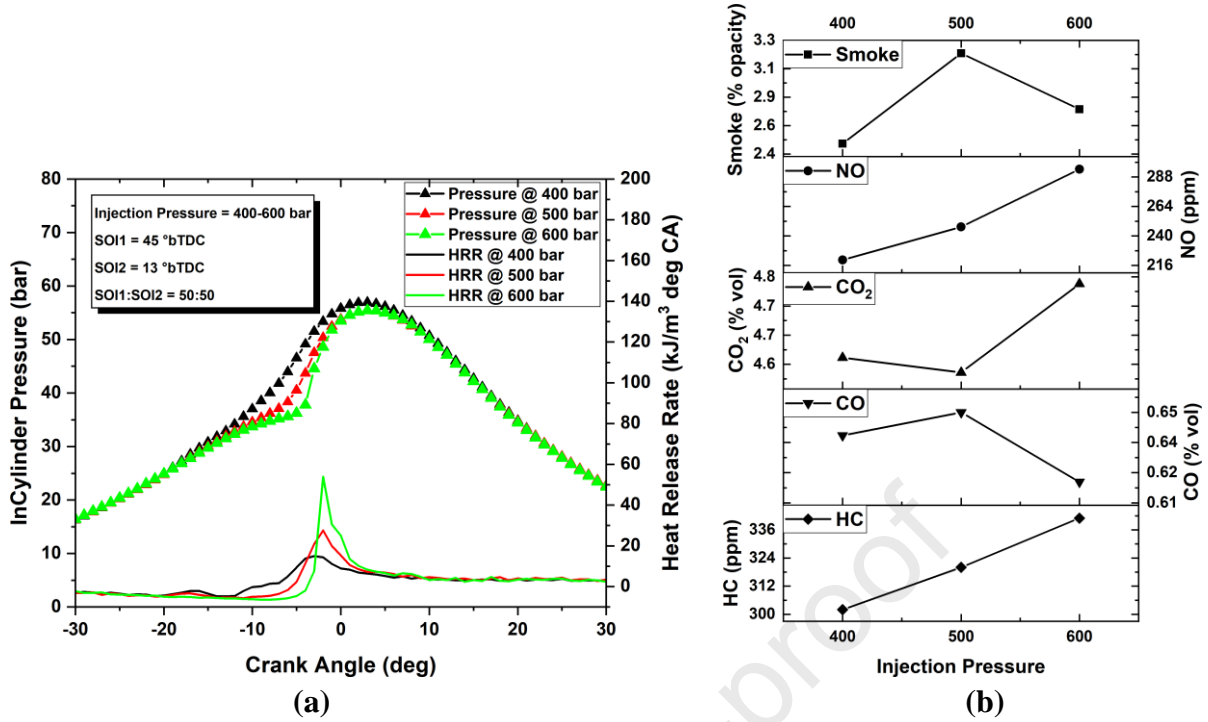 InCylinder Pressure (bar)
80
70
60
50
40
30
20
10
0
Injection Pressure = 400-600 bar
SOI1 = 45 °bTDC
SOI2 = 13 °bTDC
SOI1:SOI2 = 50:50
Pressure @ 400 bar
Pressure @ 500 bar
Pressure @ 600 bar
HRR @ 400 bar
HRR @ 500 bar
HRR @ 600 bar
200
180
160
140
120
100
80
60
40
20
0
Heat Release Rate (kJ/m³ deg CA)
-30 -20 -10 0 10 20 30
Crank Angle (deg)
(a)
400 500 600
Smoke (% opacity)
3.3
3.1
2.9
2.6
2.4
Smoke
NO
288
264
240
216
NO (ppm)
CO₂ (% vol)
4.8
4.7
4.7
4.6
CO₂
CO
0.65
0.64
0.62
0.61
CO (% vol)
HC (ppm)
336
324
312
300
HC
400 500 600
Injection Pressure
(b)
proof